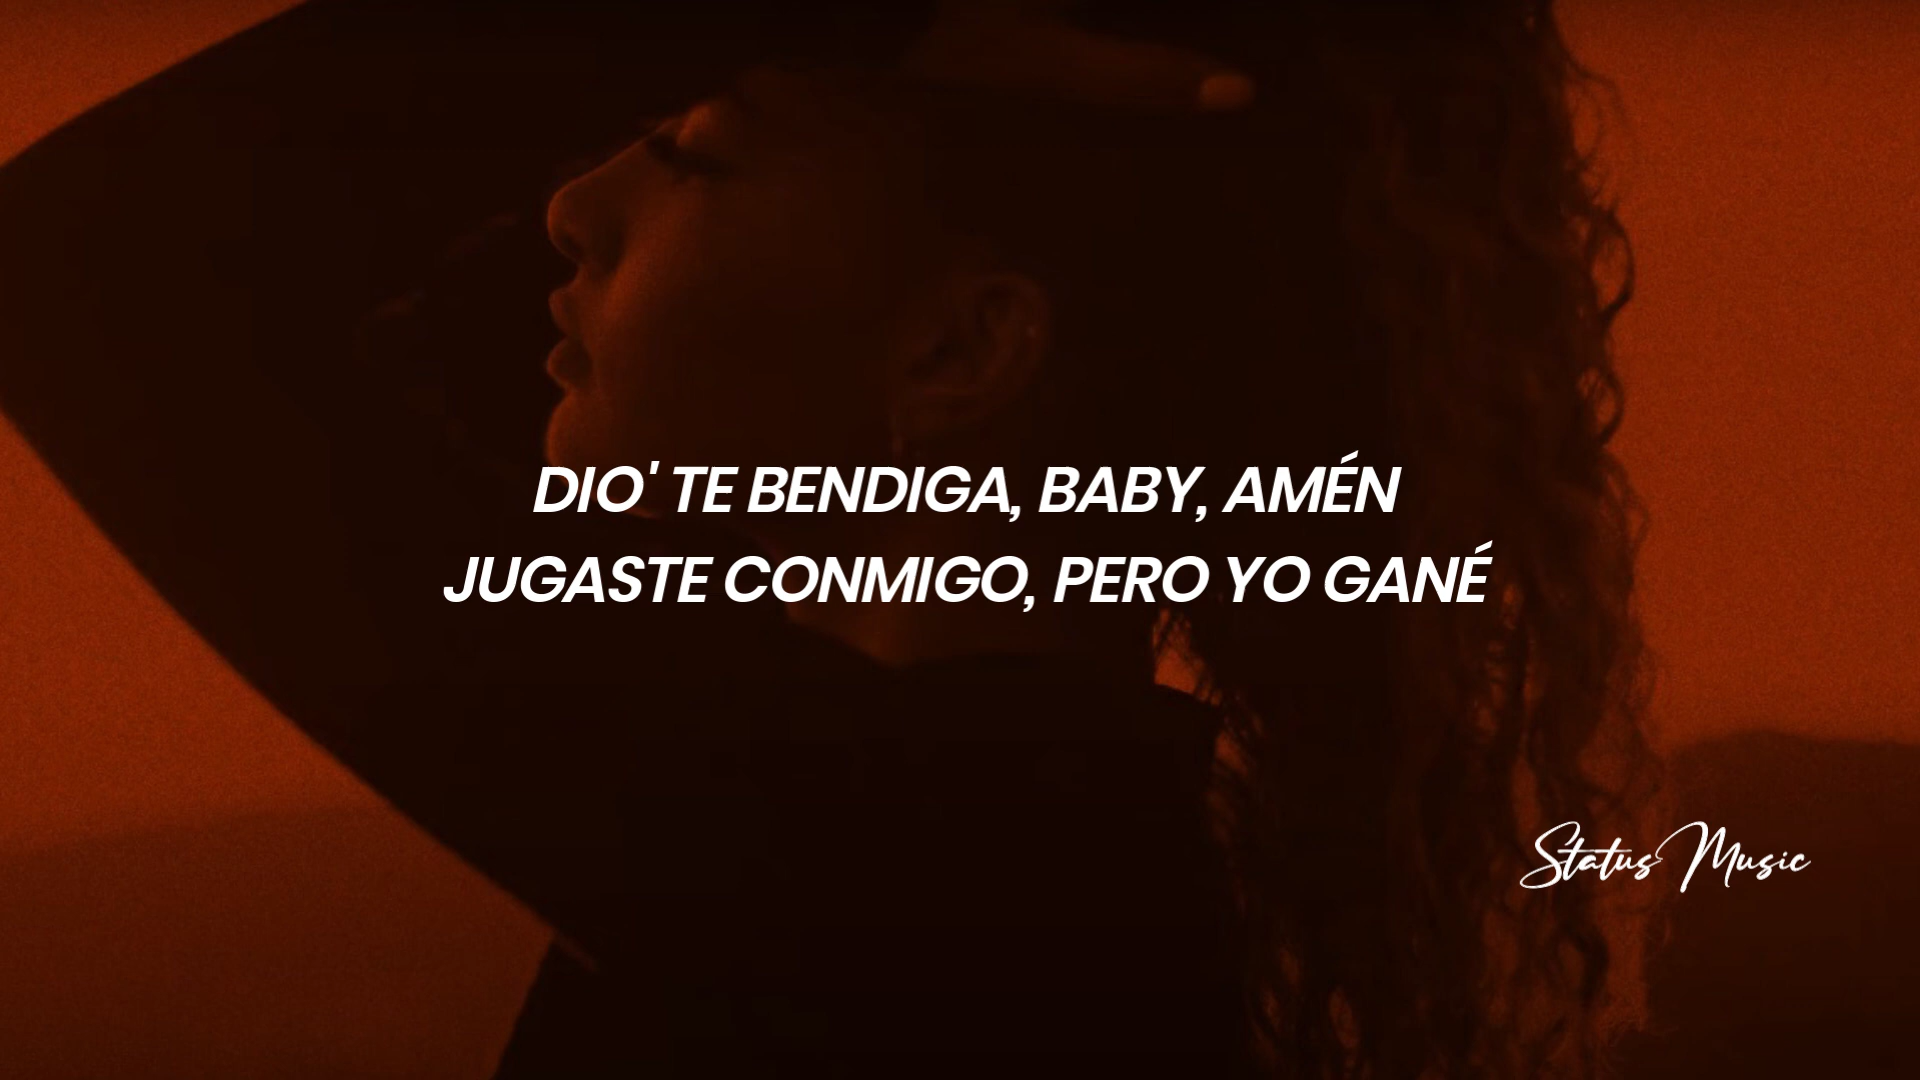 DIO' TE BENDIGA, BABY, AMÉN
JUGASTE CONMIGO, PERO YO GANÉ
Status Music